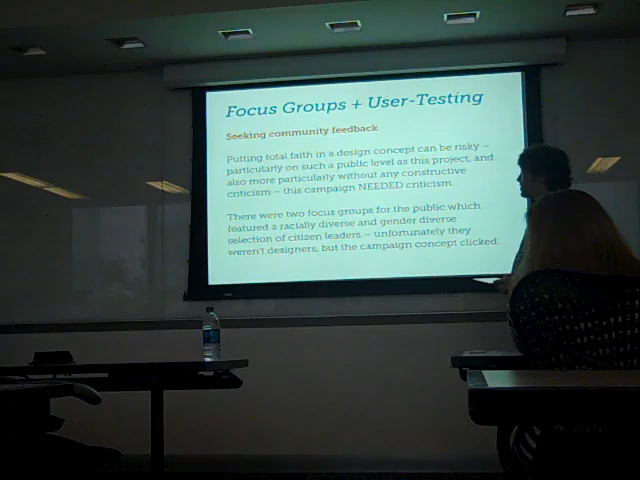 Focus Groups + User-Testing
Seeking community feedback
Putting total faith in a design concept can be risky –
particularly on such a public level as this project, and
also more particularly without any constructive
criticism – this campaign NEEDED criticism.
There were two focus groups for the public which
featured a racially diverse and gender diverse
selection of citizen leaders – unfortunately they
weren't designers, but the campaign concept clicked.